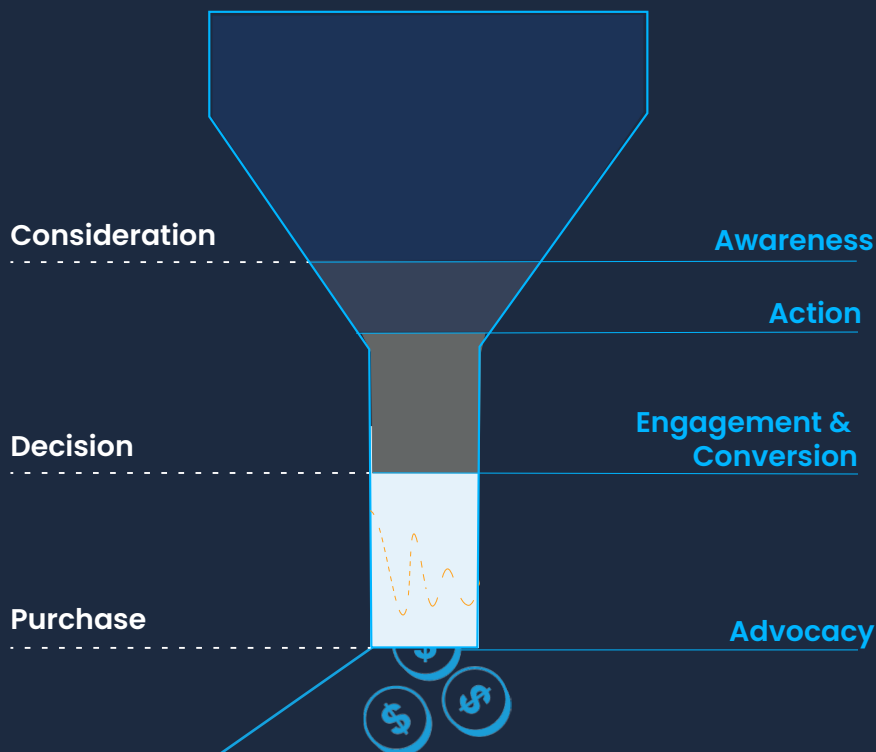 Consideration
Awareness
Action
Engagement &
Conversion
Decision
Purchase
Advocacy
$
$
$